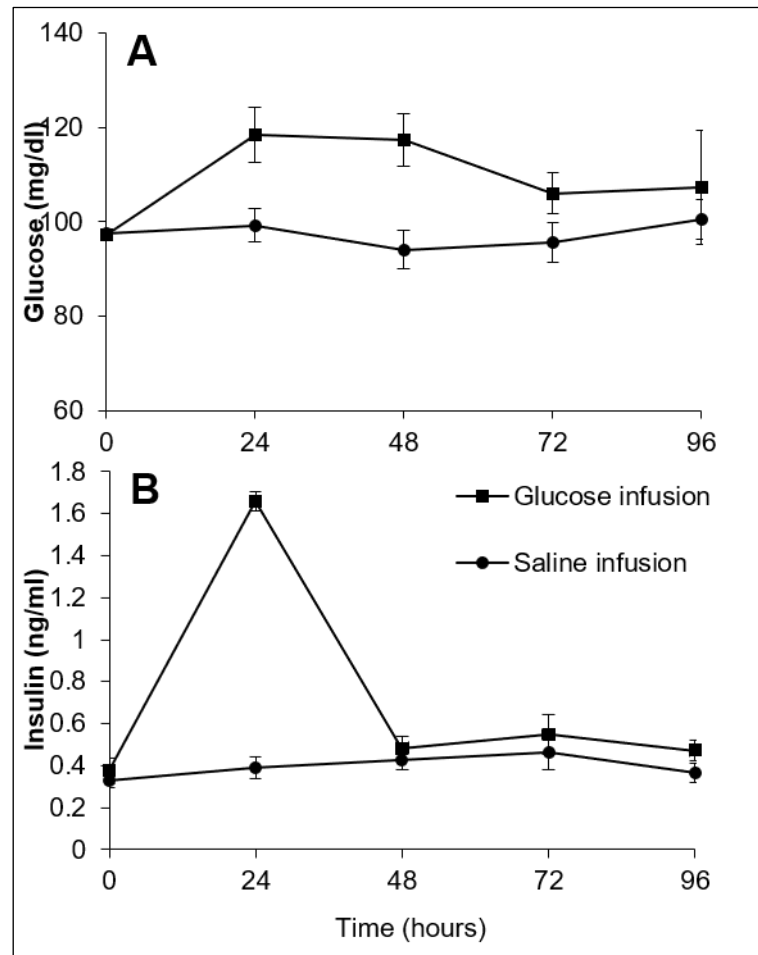 A
Glucose (mg/dl)
140
120
100
80
60
0 24 48 72 96
B
Insulin (ng/ml)
1.8
1.6
1.4
1.2
1
0.8
0.6
0.4
0.2
0
Glucose infusion
Saline infusion
0 24 48 72 96
Time (hours)